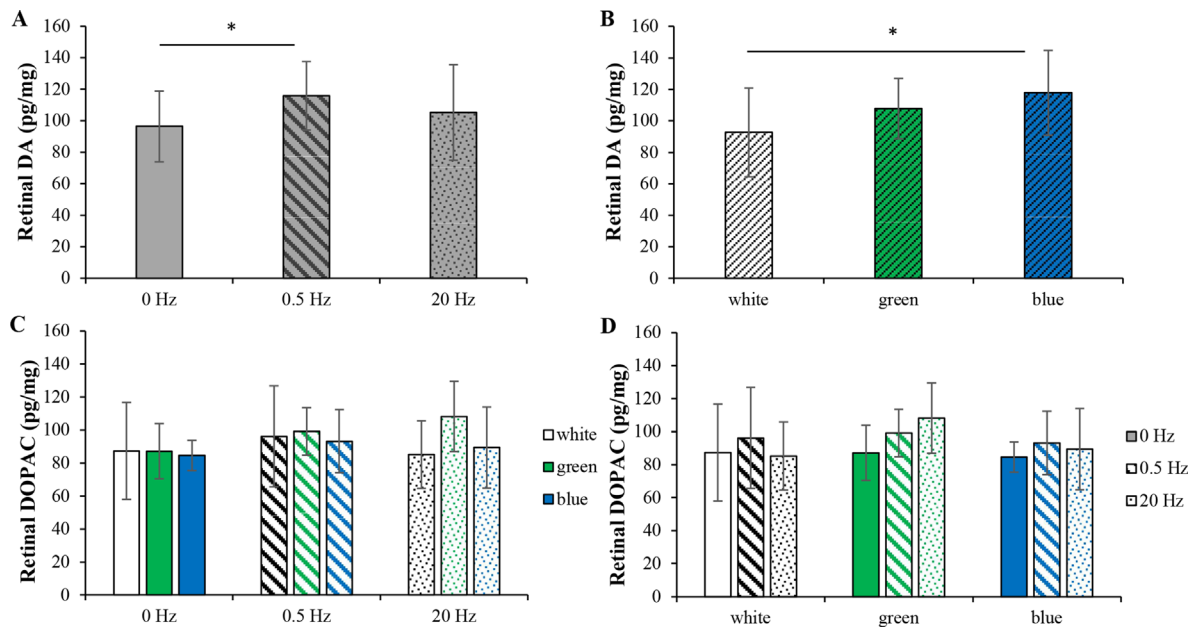 A
Retinal DA (pg/mg)
160
140
120
100
80
60
40
20
0
*
0 Hz 0.5 Hz 20 Hz
B
Retinal DA (pg/mg)
160
140
120
100
80
60
40
20
0
*
white green blue
C
Retinal DOPAC (pg/mg)
160
140
120
100
80
60
40
20
0
0 Hz 0.5 Hz 20 Hz
white
green
blue
D
Retinal DOPAC (pg/mg)
160
140
120
100
80
60
40
20
0
white green blue
0 Hz
0.5 Hz
20 Hz